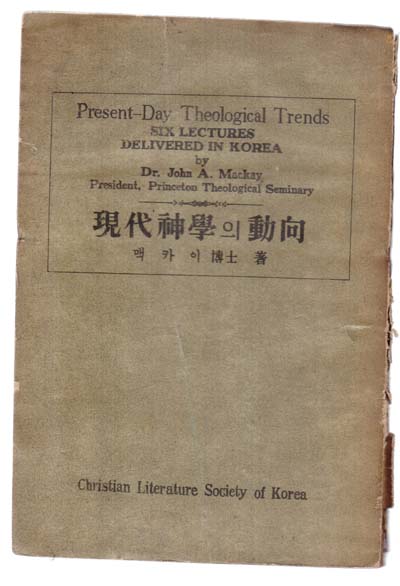 Present-Day Theological Trends
SIX LECTURES
DELIVERED IN KOREA
by
Dr. John A. Mackay
President, Princeton Theological Seminary
現代神學의動向
맥카이博士 著
Christian Literature Society of Korea